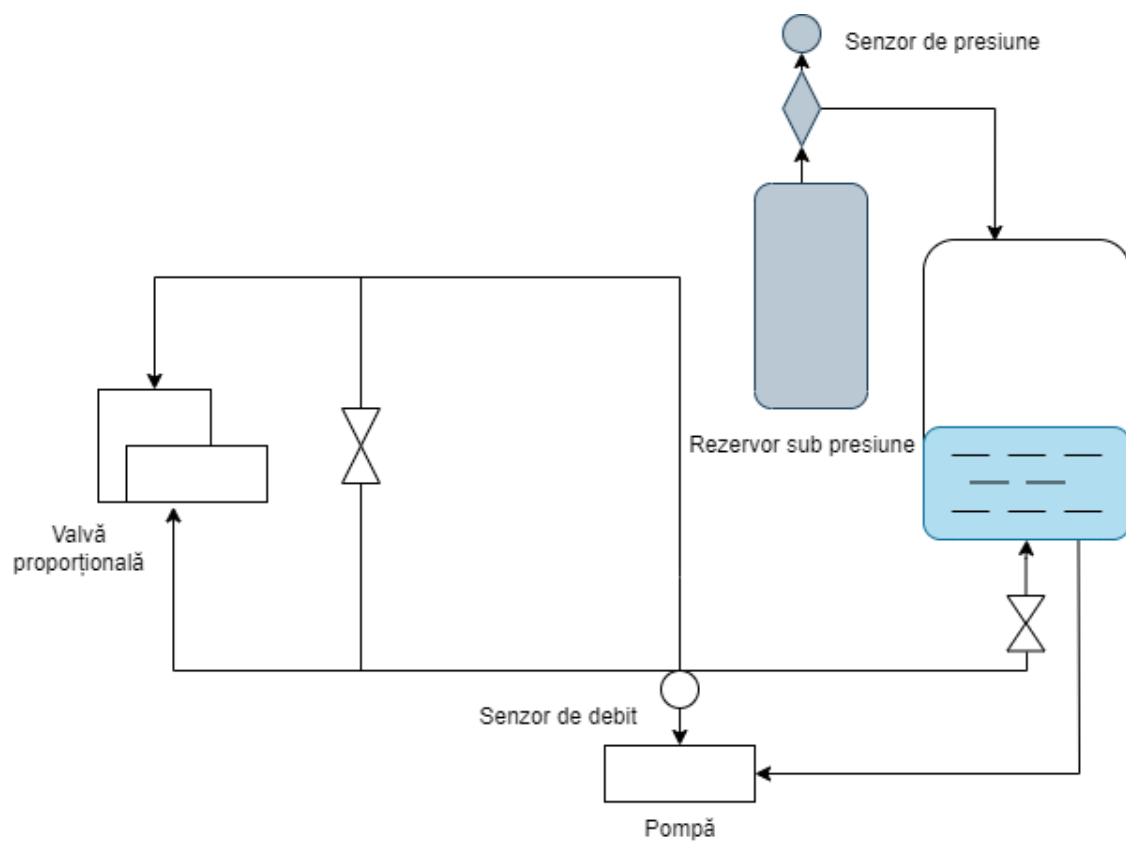 Senzor de presiune
Rezervor sub presiune
Valvă
proporțională
Senzor de debit
Pompă